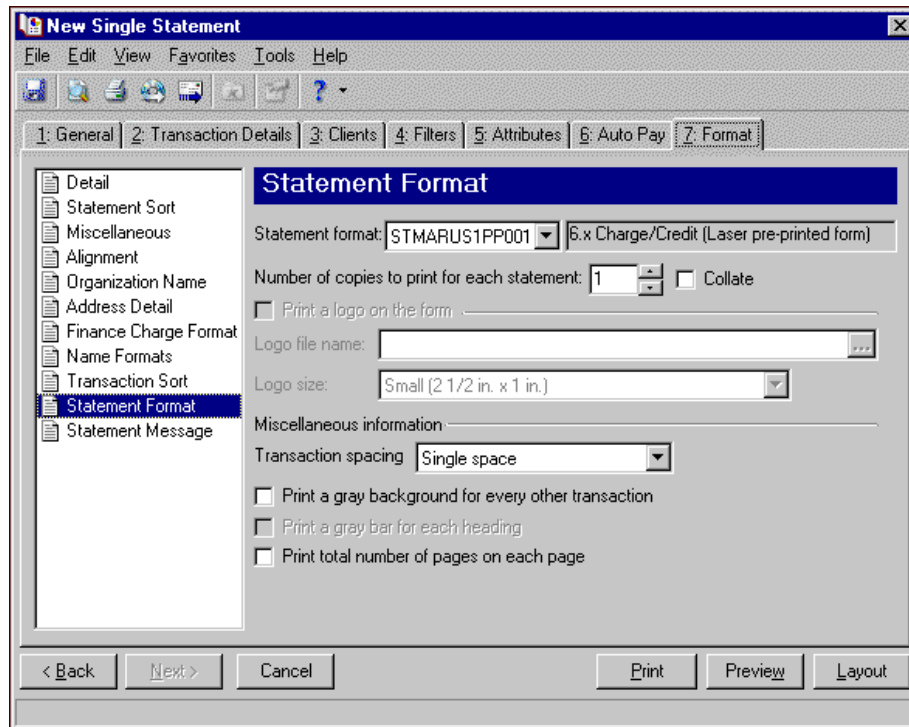 New Single Statement
File Edit View Favorites Tools Help
1: General 2: Transaction Details 3: Clients 4: Filters 5: Attributes 6: Auto Pay 7: Format
Detail
Statement Sort
Miscellaneous
Alignment
Organization Name
Address Detail
Finance Charge Format
Name Formats
Transaction Sort
Statement Format
Statement Message
Statement Format
Statement format: STMARUS1PP001 6.x Charge/Credit (Laser pre-printed form)
Number of copies to print for each statement: 1 Collate
Print a logo on the form
Logo file name: ...
Logo size: Small (2 1/2 in. x 1 in.)
Miscellaneous information
Transaction spacing Single space
Print a gray background for every other transaction
Print a gray bar for each heading
Print total number of pages on each page
< Back Next > Cancel Print Preview Layout